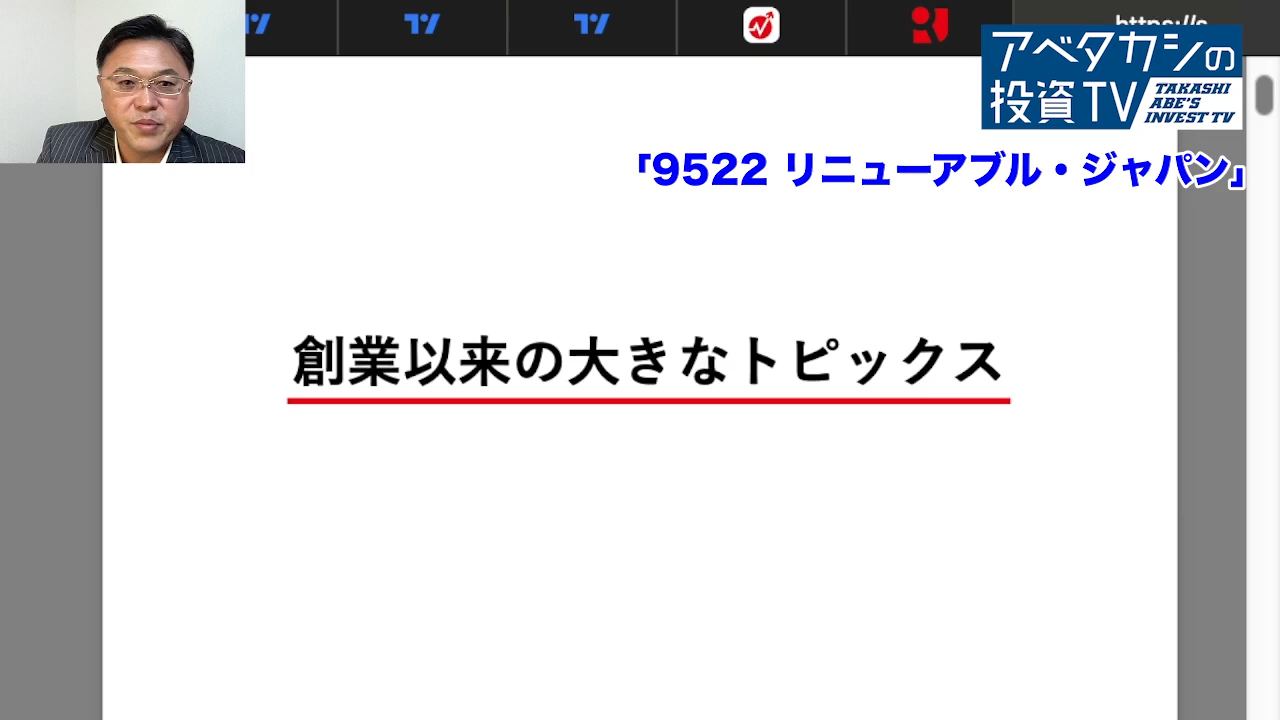 アベタカシの
投資TV
TAKASHI
ABE'S
INVEST TV
「9522 リニューアブル・ジャパン」
創業以来の大きなトピックス